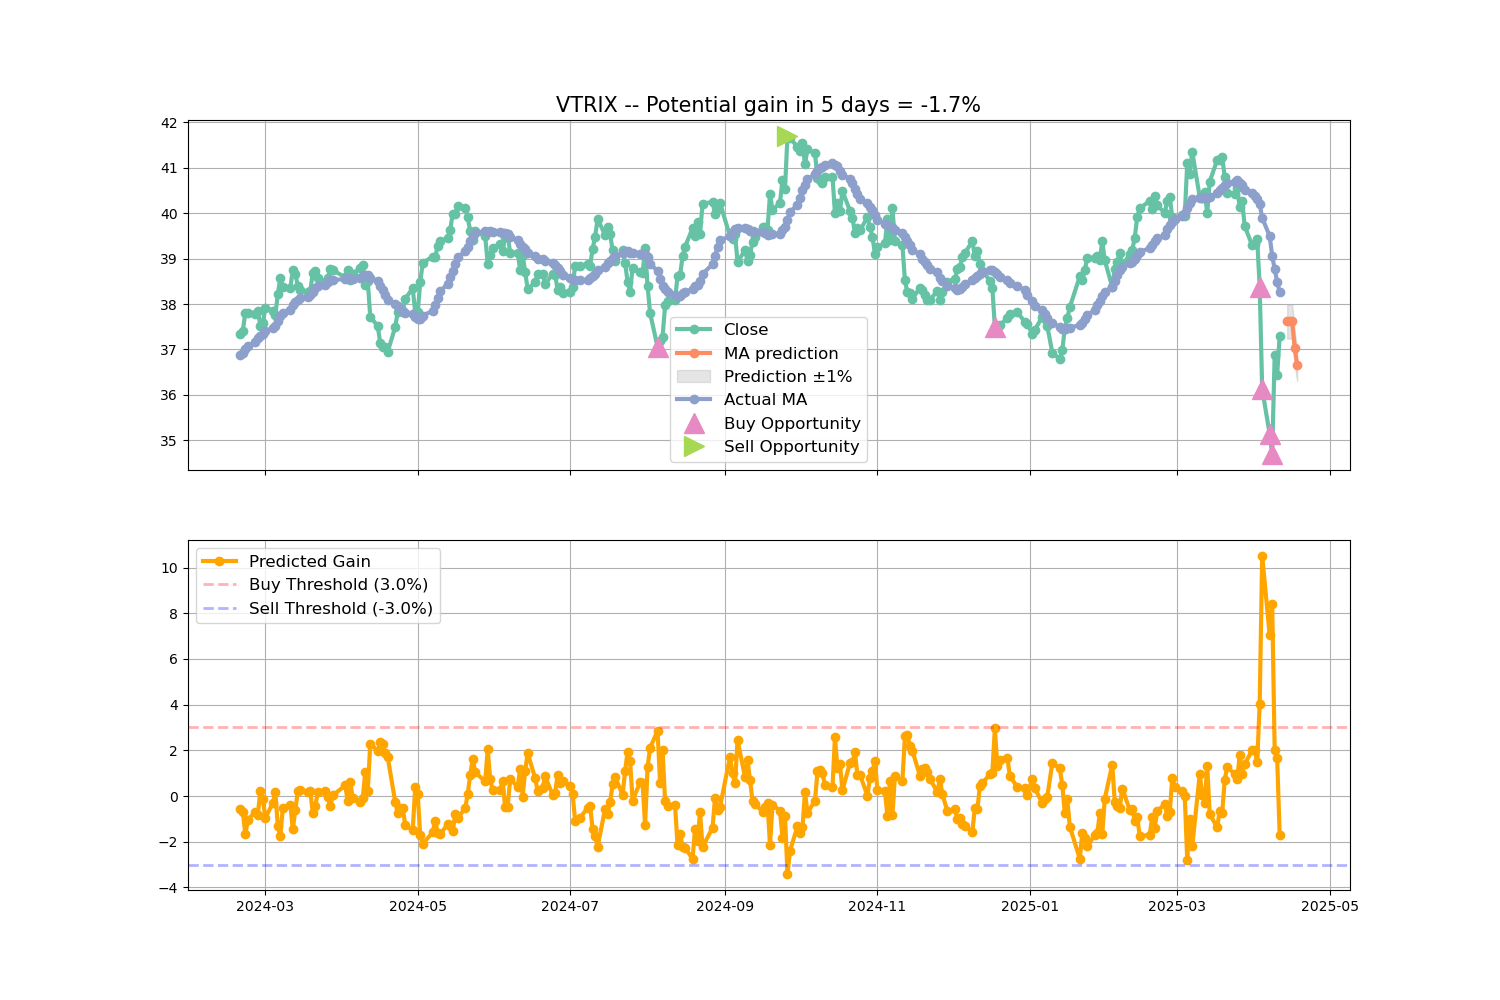 VTRIX -- Potential gain in 5 days = -1.7%
42
41
40
39
38
37
36
35
Close
MA prediction
Prediction ±1%
Actual MA
Buy Opportunity
Sell Opportunity
Predicted Gain
Buy Threshold (3.0%)
Sell Threshold (-3.0%)
10
8
6
4
2
0
−2
−4
2024-03 2024-05 2024-07 2024-09 2024-11 2025-01 2025-03 2025-05